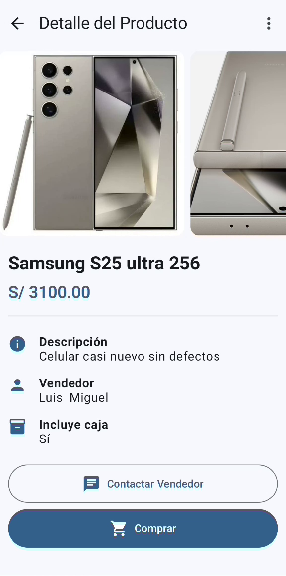 Detalle del Producto
Samsung S25 ultra 256
S/ 3100.00
Descripción
Celular casi nuevo sin defectos
Vendedor
Luis Miguel
Incluye caja
Sí
Contactar Vendedor
Comprar